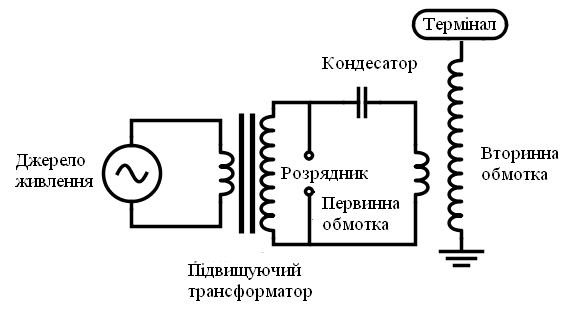 Термінал
Кондесатор
Джерело
живлення
Розрядник
Первинна
обмотка
Вторинна
обмотка
Підвищуючий
трансформатор